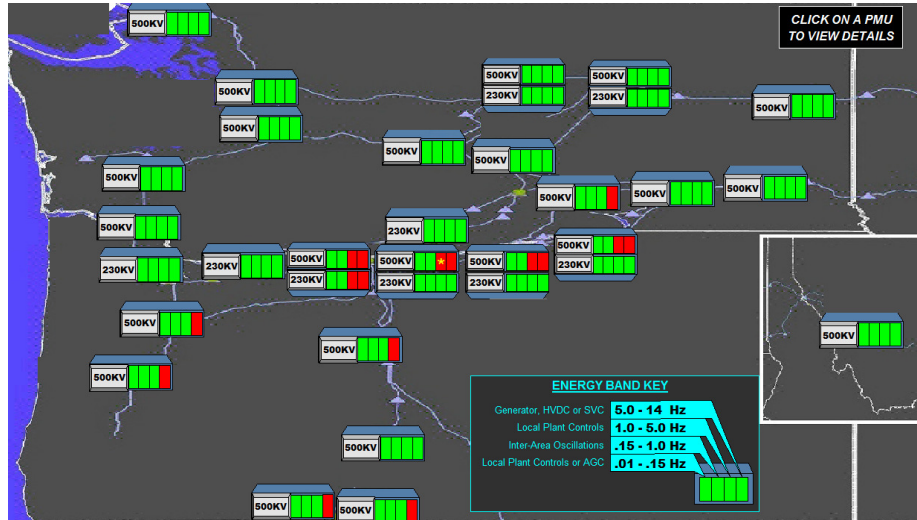 CLICK ON A PMU
TO VIEW DETAILS
500KV
500KV
500KV
500KV
500KV
230KV
500KV
230KV
500KV
500KV
500KV
500KV
500KV
500KV
500KV
500KV
230KV
500KV
230KV
230KV
500KV
230KV
500KV
230KV
500KV
230KV
500KV
230KV
500KV
500KV
500KV
500KV
500KV
500KV
500KV
ENERGY BAND KEY
Generator, HVDC or SVC 5.0 - 14 Hz
Local Plant Controls 1.0 - 5.0 Hz
Inter-Area Oscillations .15 - 1.0 Hz
Local Plant Controls or AGC .01 - .15 Hz